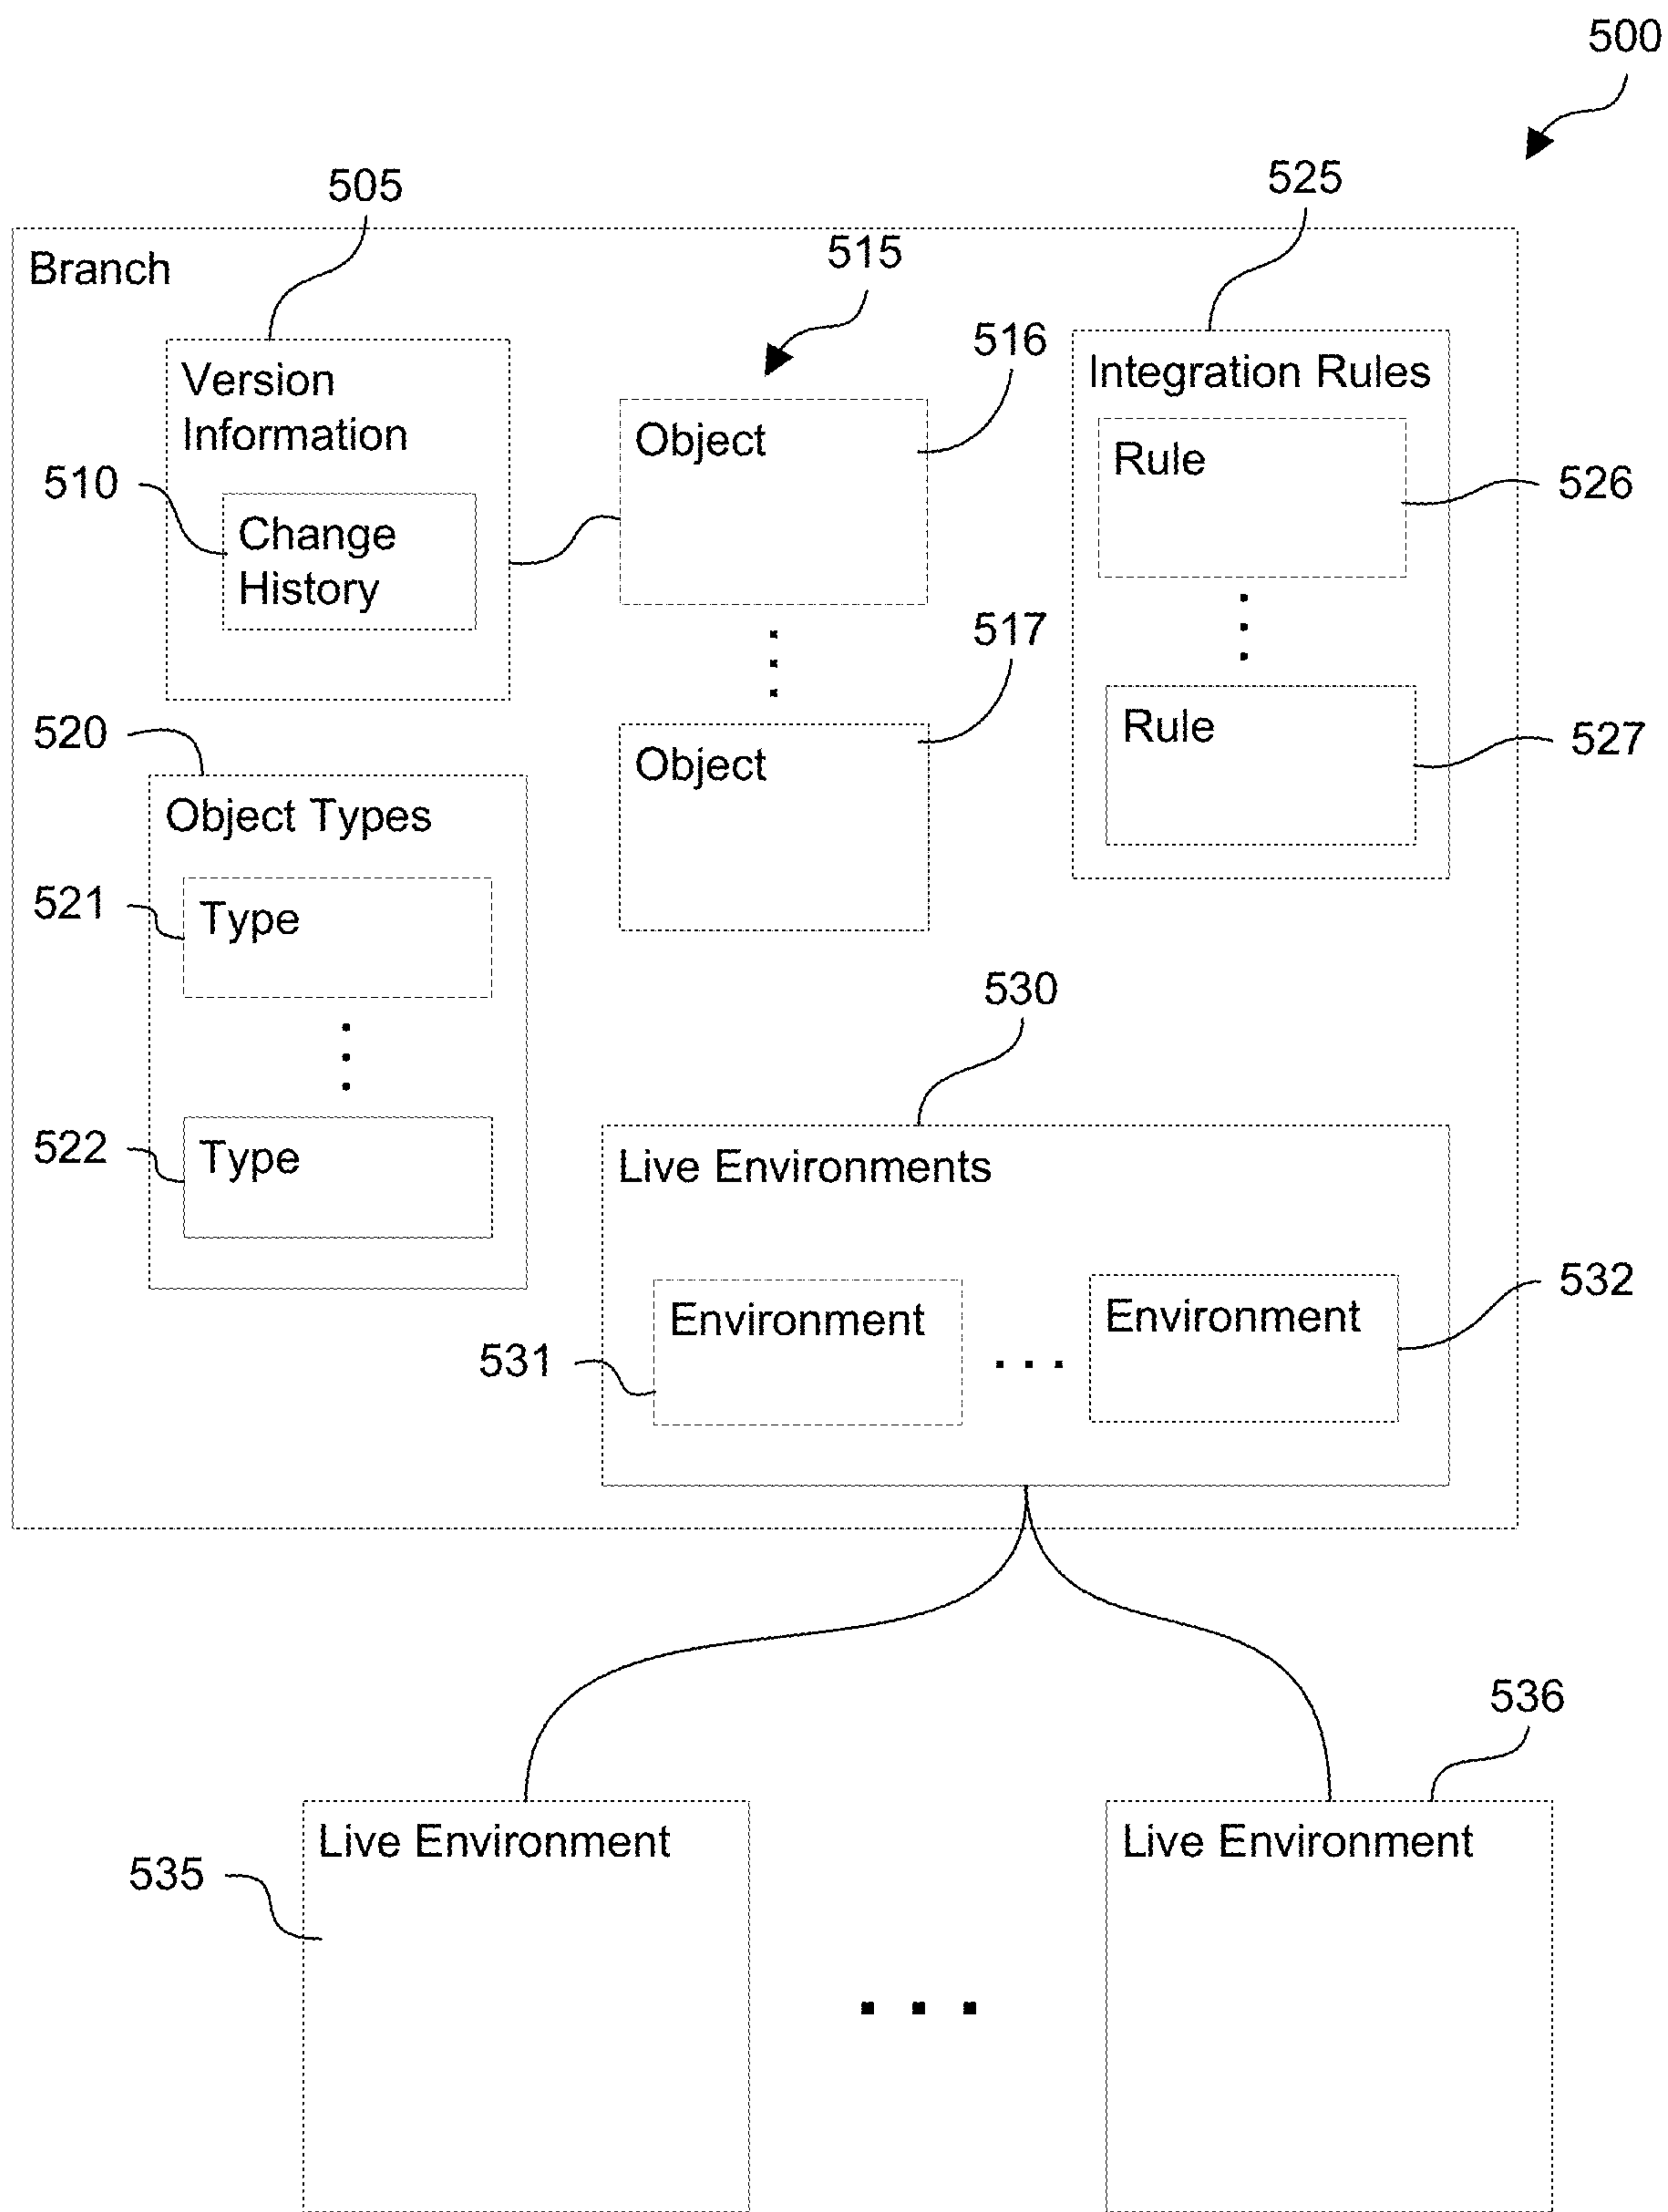 500
505
525
Branch
515
516
Version
Information
Object
Integration Rules
Rule
510
526
Change
History
517
520
Object
Rule
527
Object Types
521
Type
530
522
Type
Live Environments
532
Environment
Environment
531
536
Live Environment
Live Environment
535